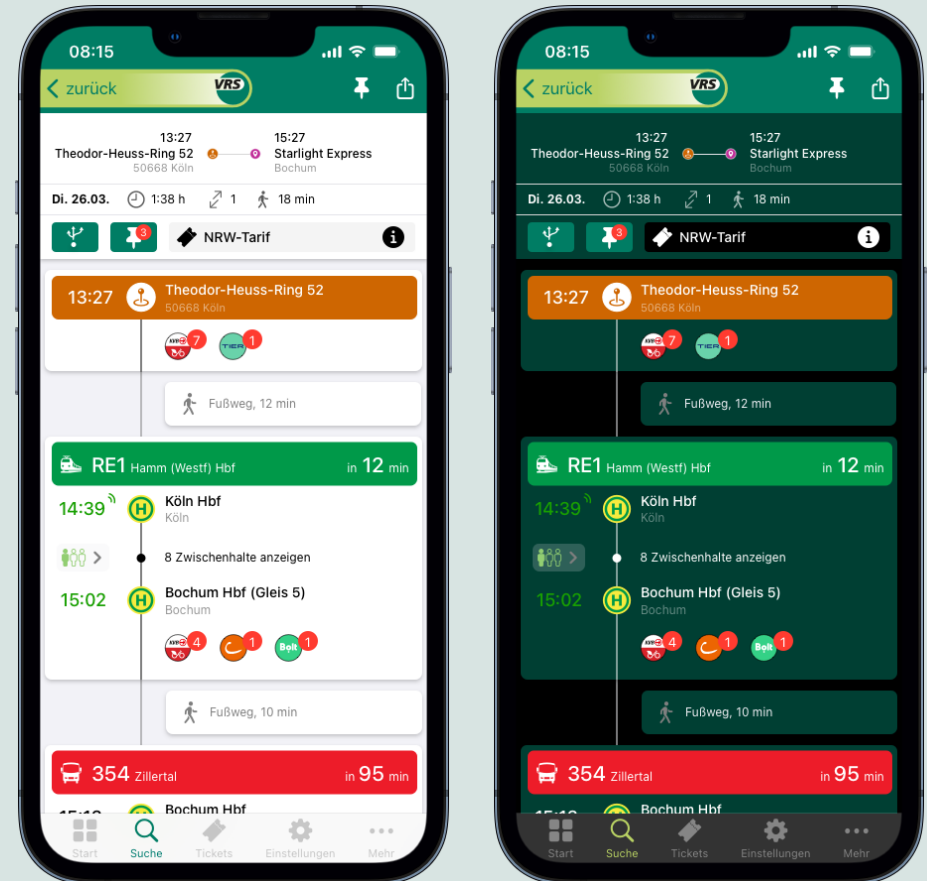 08:15
zurück
VRS
13:27 15:27
Theodor-Heuss-Ring 52 Starlight Express
50668 Köln Bochum
Di. 26.03. 1:38 h 1 18 min
3 NRW-Tarif
13:27 Theodor-Heuss-Ring 52
50668 Köln
7 TIER 1
Fußweg, 12 min
RE1 Hamm (Westf) Hbf in 12 min
14:39 H Köln Hbf
Köln
8 Zwischenhalte anzeigen
15:02 H Bochum Hbf (Gleis 5)
Bochum
4 1 Bolt 1
Fußweg, 10 min
354 Zillertal in 95 min
Bochum Hbf
Start Suche Tickets Einstellungen Mehr
08:15
zurück
VRS
13:27 15:27
Theodor-Heuss-Ring 52 Starlight Express
50668 Köln Bochum
Di. 26.03. 1:38 h 1 18 min
3 NRW-Tarif
13:27 Theodor-Heuss-Ring 52
50668 Köln
7 TIER 1
Fußweg, 12 min
RE1 Hamm (Westf) Hbf in 12 min
14:39 H Köln Hbf
Köln
8 Zwischenhalte anzeigen
15:02 H Bochum Hbf (Gleis 5)
Bochum
4 1 Bolt 1
Fußweg, 10 min
354 Zillertal in 95 min
Bochum Hbf
Start Suche Tickets Einstellungen Mehr